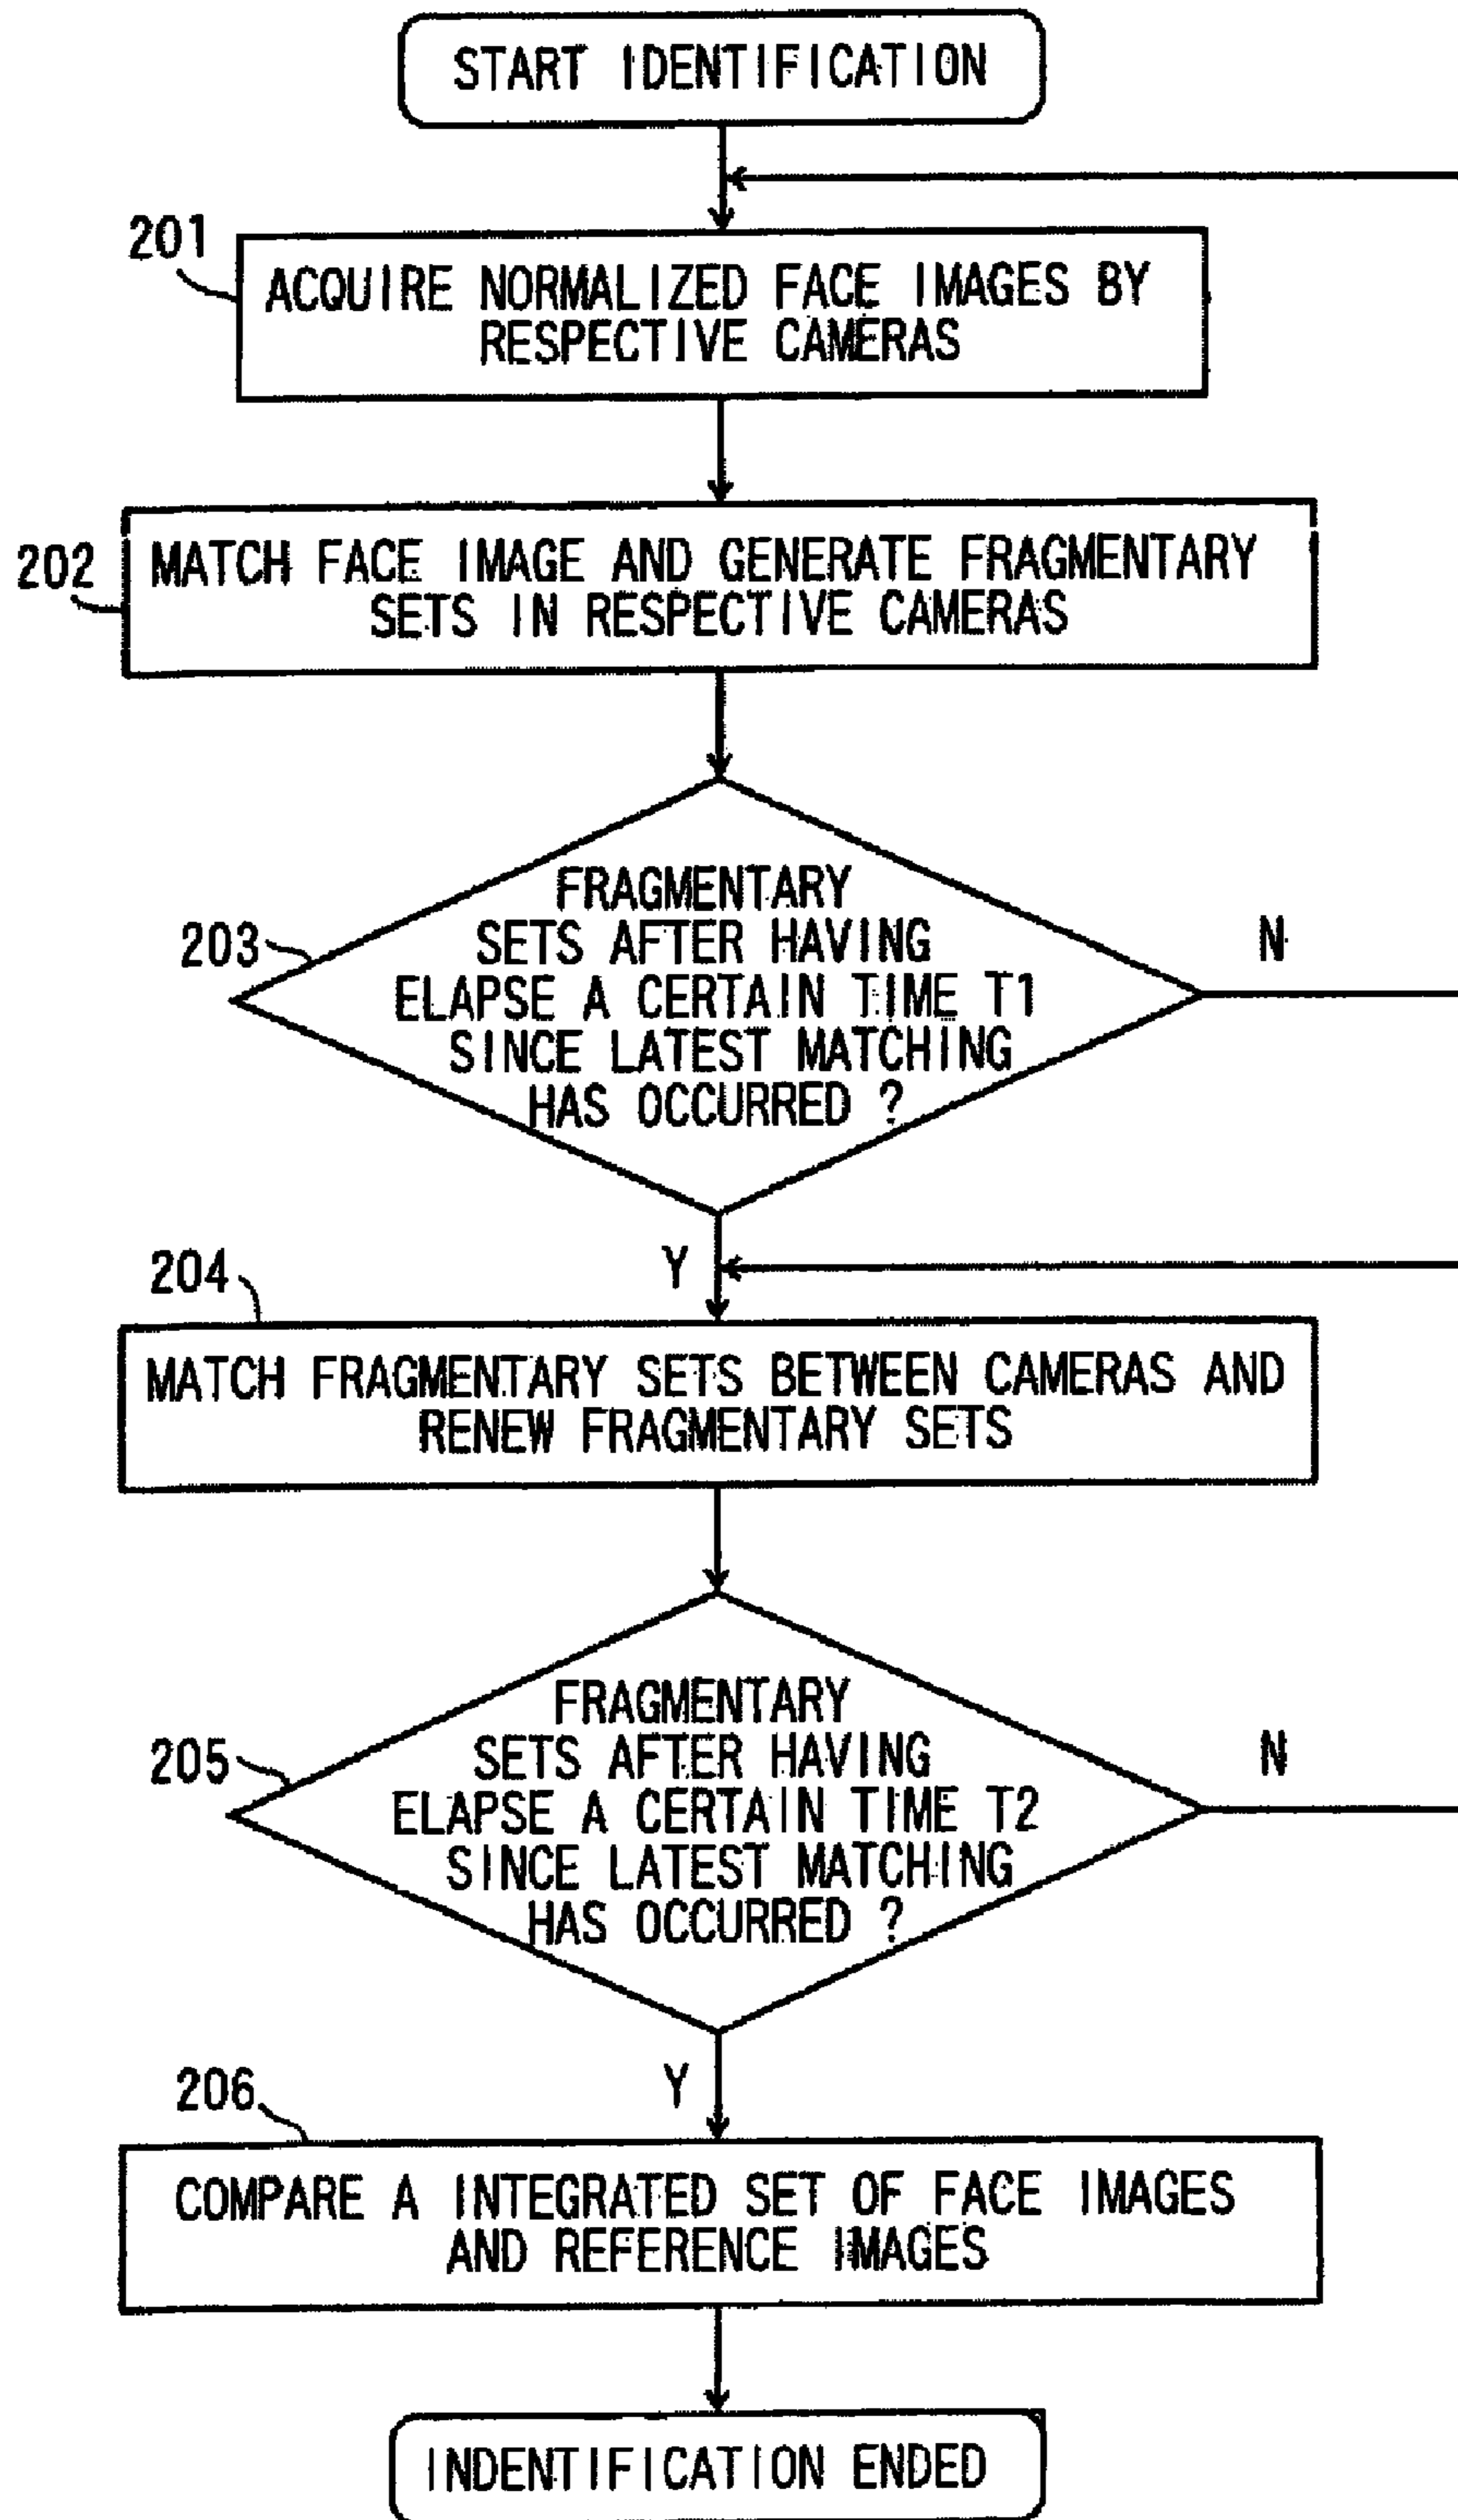 START IDENTIFICATION
201
ACQUIRE NORMALIZED FACE IMAGES BY
RESPECTIVE CAMERAS
202
MATCH FACE IMAGE AND GENERATE FRAGMENTARY
SETS IN RESPECTIVE CAMERAS
203
FRAGMENTARY
SETS AFTER HAVING
ELAPSE A CERTAIN TIME T1
SINCE LATEST MATCHING
HAS OCCURRED ?
N
Y
204
MATCH FRAGMENTARY SETS BETWEEN CAMERAS AND
RENEW FRAGMENTARY SETS
205
FRAGMENTARY
SETS AFTER HAVING
ELAPSE A CERTAIN TIME T2
SINCE LATEST MATCHING
HAS OCCURRED ?
N
Y
206
COMPARE A INTEGRATED SET OF FACE IMAGES
AND REFERENCE IMAGES
INDENTIFICATION ENDED